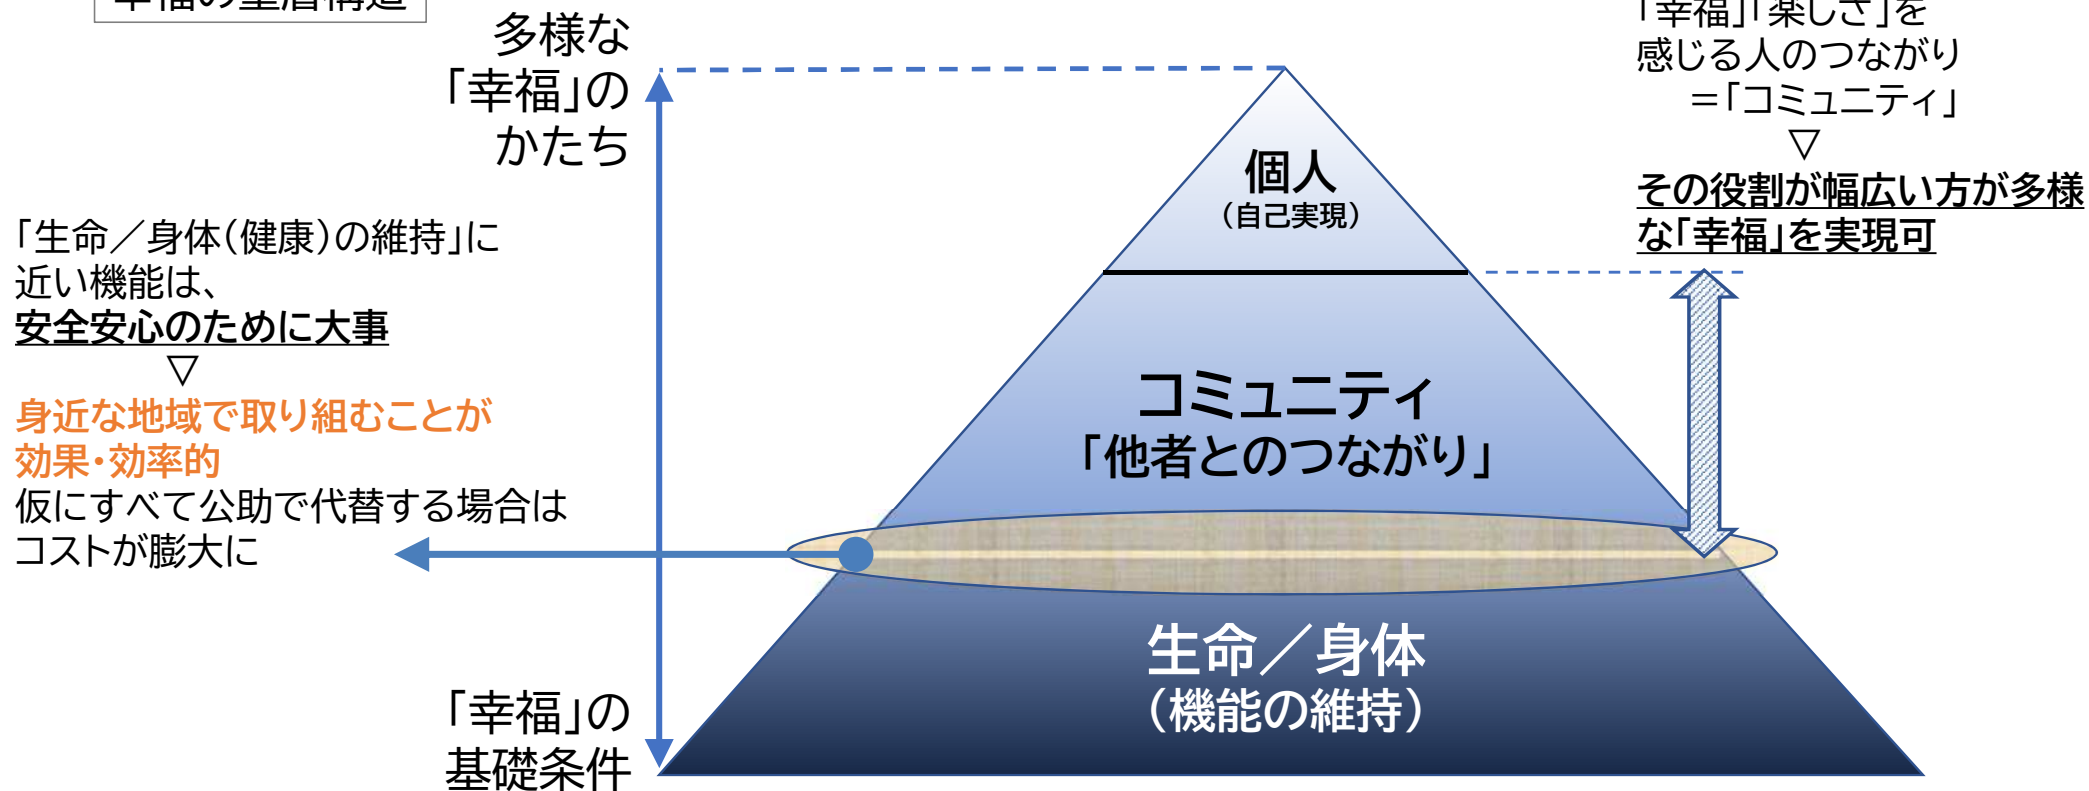 幸福の重層構造
多様な
「幸福」の
かたち
「生命／身体(健康)の維持」に
近い機能は、
安全安心のために大事
▽
身近な地域で取り組むことが
効果・効率的
仮にすべて公助で代替する場合は
コストが膨大に
「幸福」の
基礎条件
個人
（自己実現）
コミュニティ
「他者とのつながり」
生命／身体
（機能の維持）
「幸福」「楽しさ」を
感じる人のつながり
＝「コミュニティ」
▽
その役割が幅広い方が多様
な「幸福」を実現可